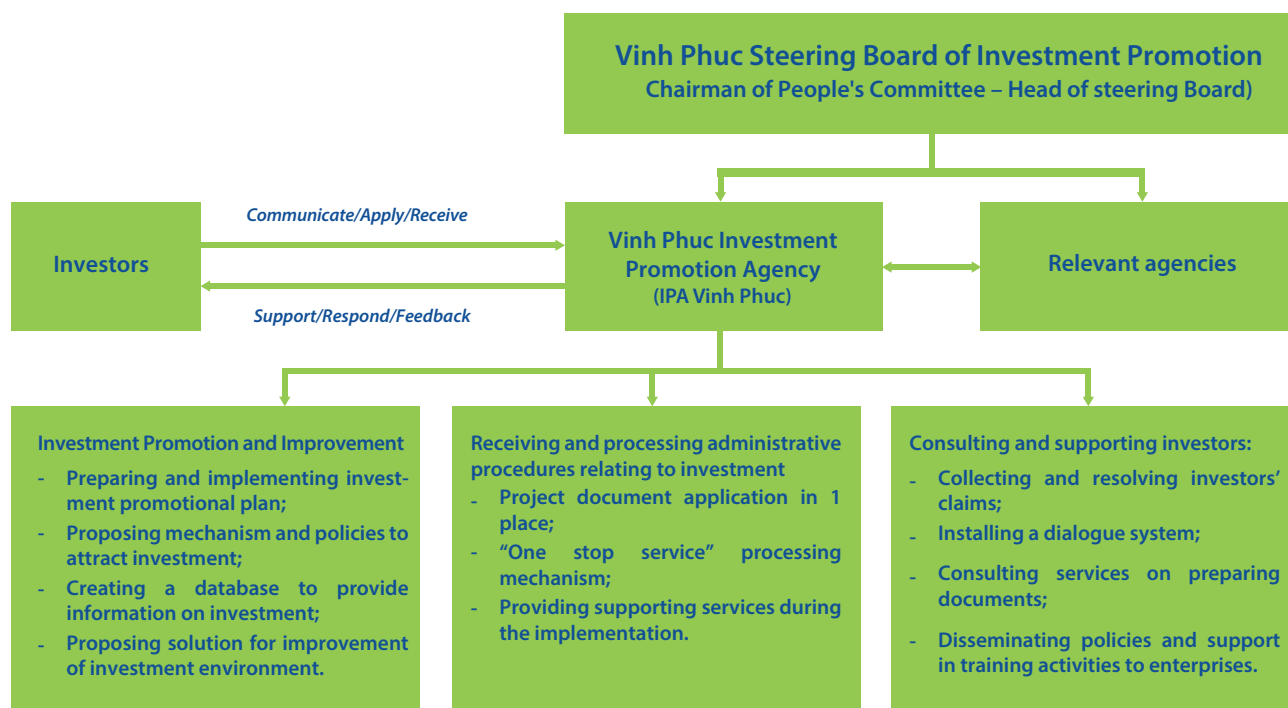 Vinh Phuc Steering Board of Investment Promotion
Chairman of People's Committee – Head of steering Board)
Communicate/Apply/Receive
Investors
Support/Respond/Feedback
Vinh Phuc Investment
Promotion Agency
(IPA Vinh Phuc)
Relevant agencies
Investment Promotion and Improvement
- Preparing and implementing invest-
ment promotional plan;
- Proposing mechanism and policies to
attract investment;
- Creating a database to provide
information on investment;
- Proposing solution for improvement
of investment environment.
Receiving and processing administrative
procedures relating to investment
- Project document application in 1
place;
- “One stop service” processing
mechanism;
- Providing supporting services during
the implementation.
Consulting and supporting investors:
- Collecting and resolving investors’
claims;
- Installing a dialogue system;
- Consulting services on preparing
documents;
- Disseminating policies and support
in training activities to enterprises.